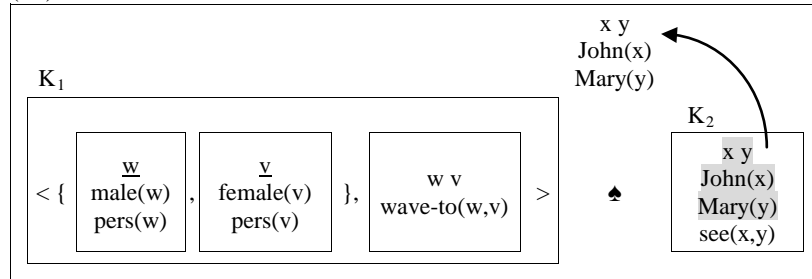 x y
John(x)
Mary(y)
K1
K2
< { w , v }, w v > ♠ x y
male(w) female(v) wave-to(w,v) John(x)
pers(w) pers(v) Mary(y)
see(x,y)